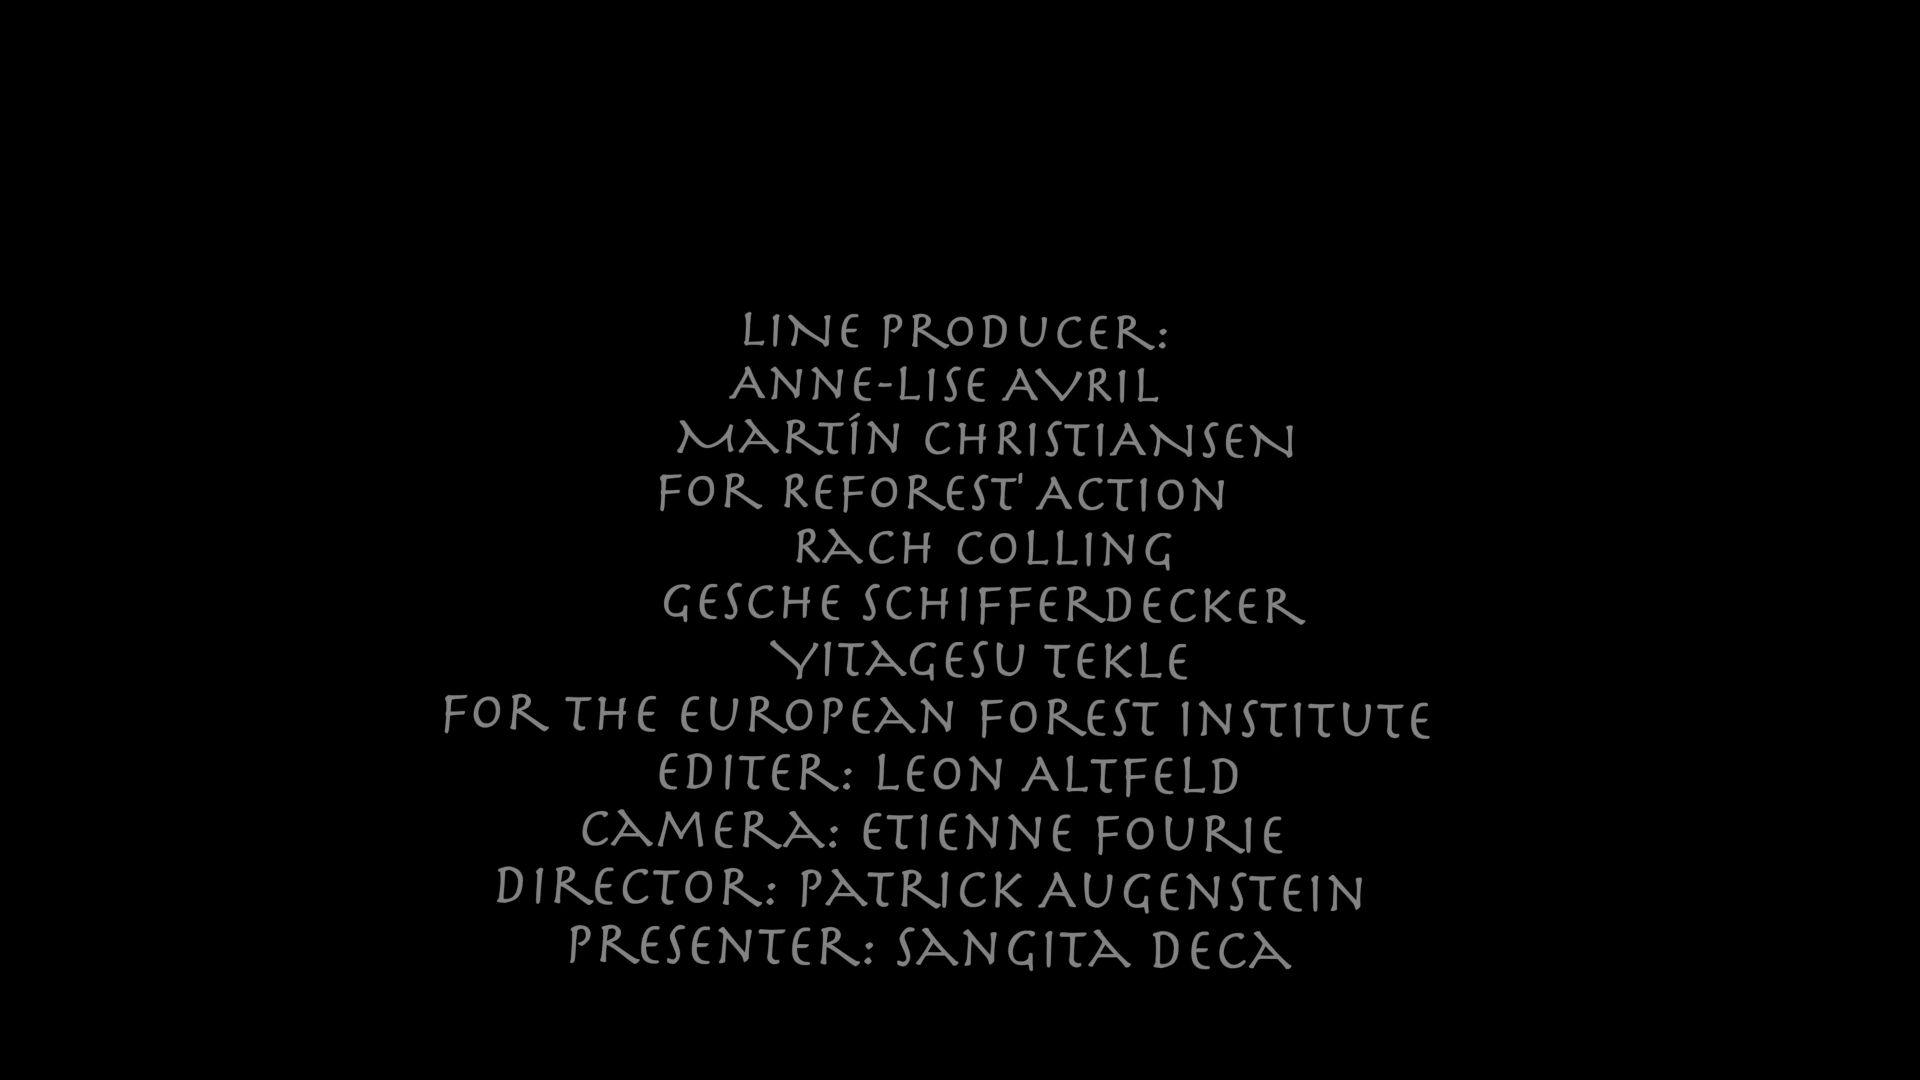 LINE PRODUCER:
ANNE-LISE AVRIL
MARTÍN CHRISTIANSEN
FOR REFOREST' ACTION
RACH COLLING
GESCHE SCHIFFERDECKER
YITAGESU TEKLE
FOR THE EUROPEAN FOREST INSTITUTE
EDITER: LEON ALTFELD
CAMERA: ETIENNE FOURIE
DIRECTOR: PATRICK AUGENSTEIN
PRESENTER: SANGITA DECA